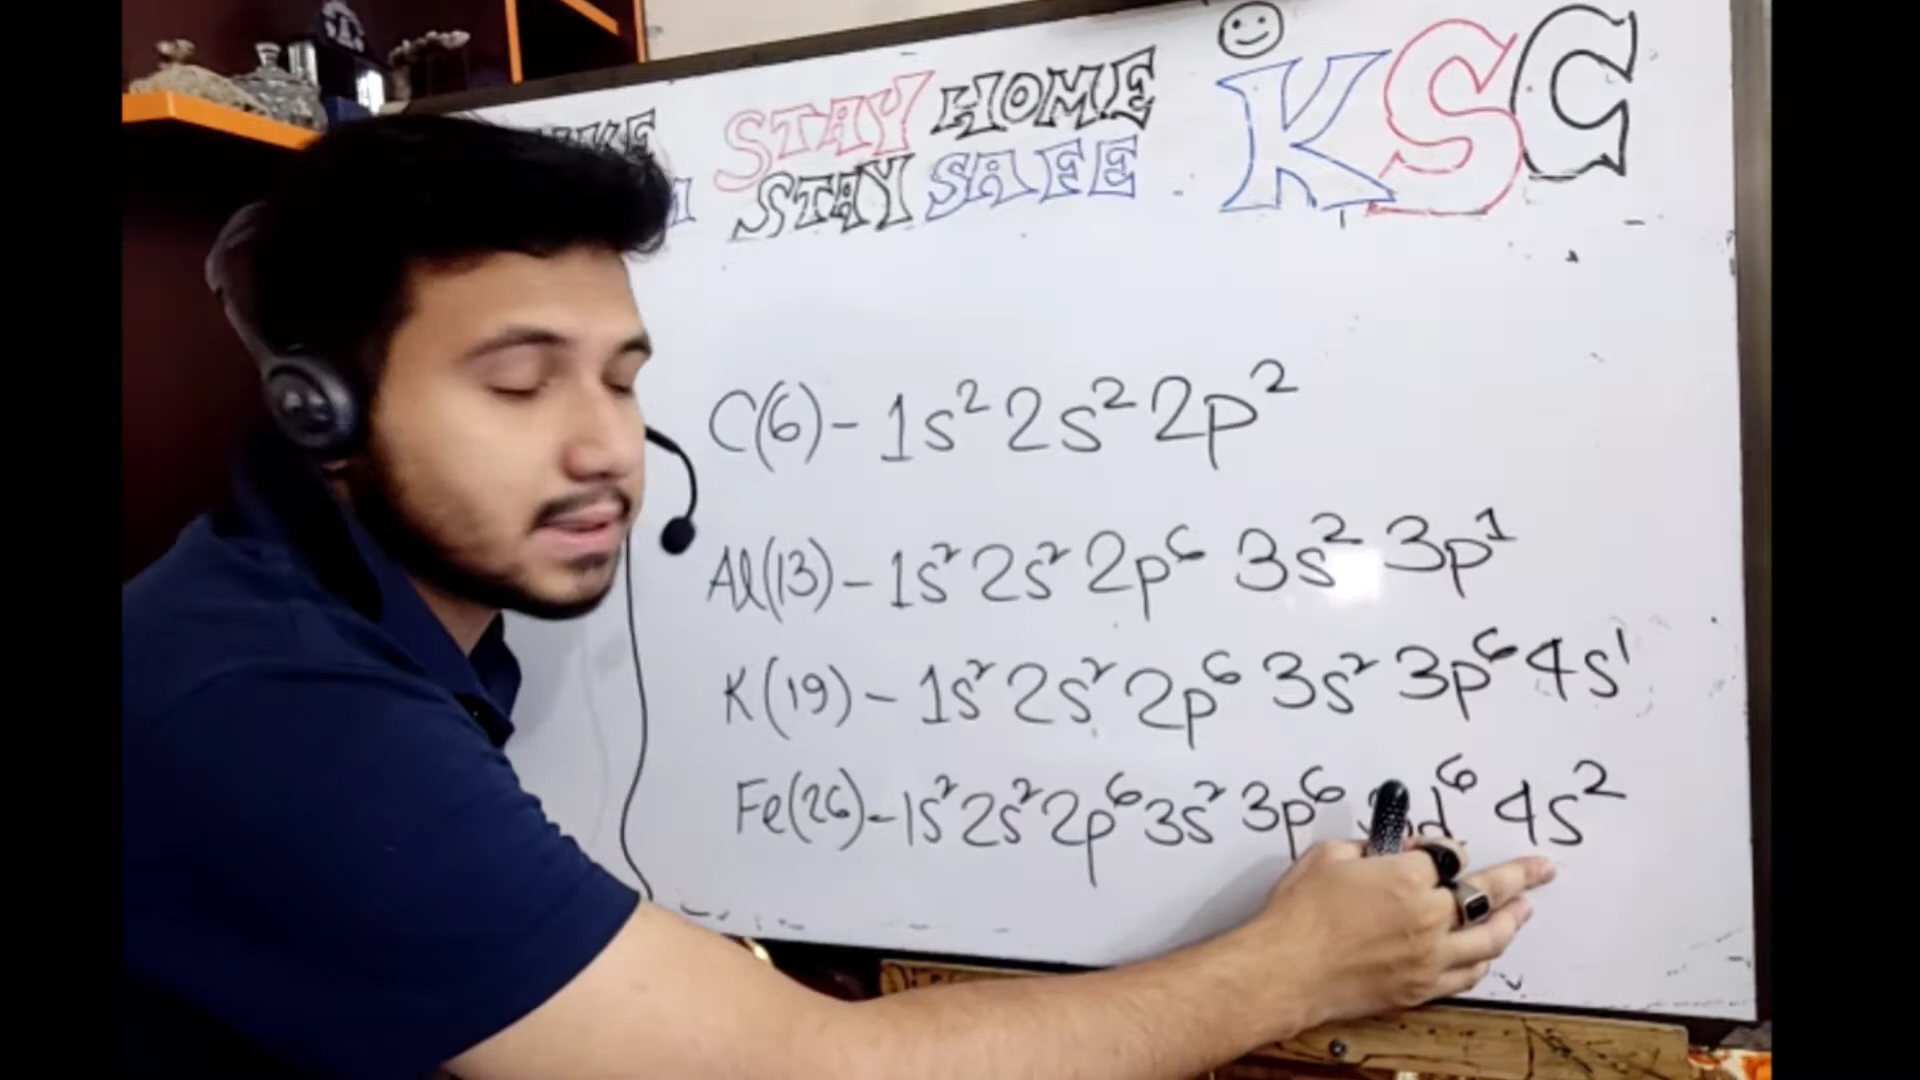 STAY HOME KSC
STAY SAFE
C(6)- 1s² 2s² 2p²
Al(13)- 1s² 2s² 2p⁶ 3s² 3p¹
K(19)- 1s² 2s² 2p⁶ 3s² 3p⁶ 4s¹
Fe(26)- 1s² 2s² 2p⁶ 3s² 3p⁶ 3d⁶ 4s²